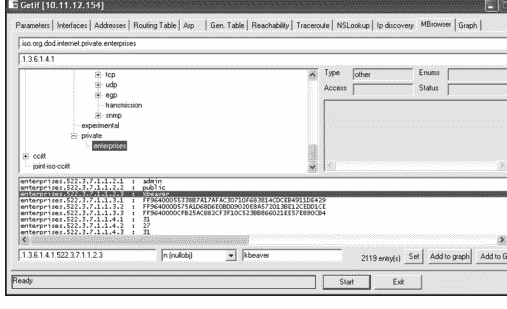 Getif [10.11.12.154]
Parameters Interfaces Addresses Routing Table Arp Gen. Table Reachability Traceroute NSLookup Ip discovery MBrowser Graph
.iso.org.dod.internet.private.enterprises
.1.3.6.1.4.1
tcp
udp
egp
transmission
snmp
experimental
private
enterprises
ccitt
joint-iso-ccitt
Type other Enums
Access Status
enterprises.522.3.7.1.1.2.1 : admin
enterprises.522.3.7.1.1.2.2 : public
enterprises.522.3.7.1.1.2.3 : kbeaver
enterprises.522.3.7.1.1.3.1 :
enterprises.522.3.7.1.1.3.2 :
enterprises.522.3.7.1.1.3.3 :
enterprises.522.3.7.1.1.4.1 : 31
enterprises.522.3.7.1.1.4.2 : 27
enterprises.522.3.7.1.1.4.3 : 31
.1.3.6.1.4.1.522.3.7.1.1.2.3 n (nullobj) kbeaver 2119 entry(s) Set Add to graph Add to G
Ready Start Exit